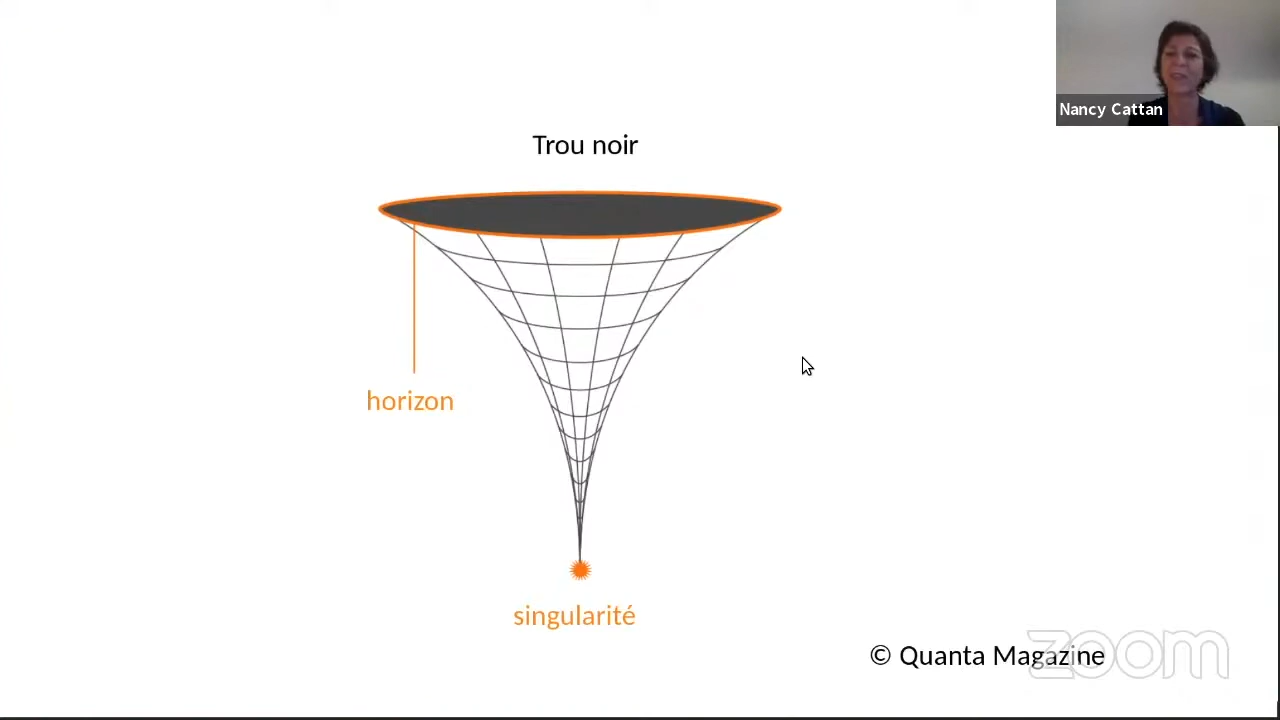 Nancy Cattan
Trou noir
horizon
singularité
© Quanta Magazine
zoom